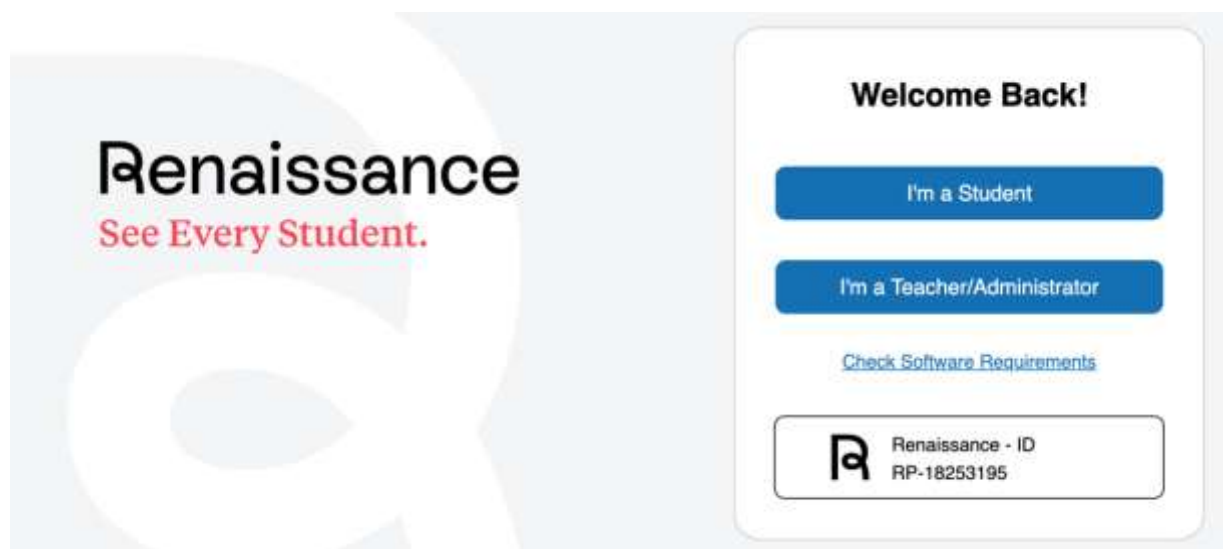 Renaissance
See Every Student.
Welcome Back!
I'm a Student
I'm a Teacher/Administrator
Check Software Requirements
Renaissance - ID
RP-18253195